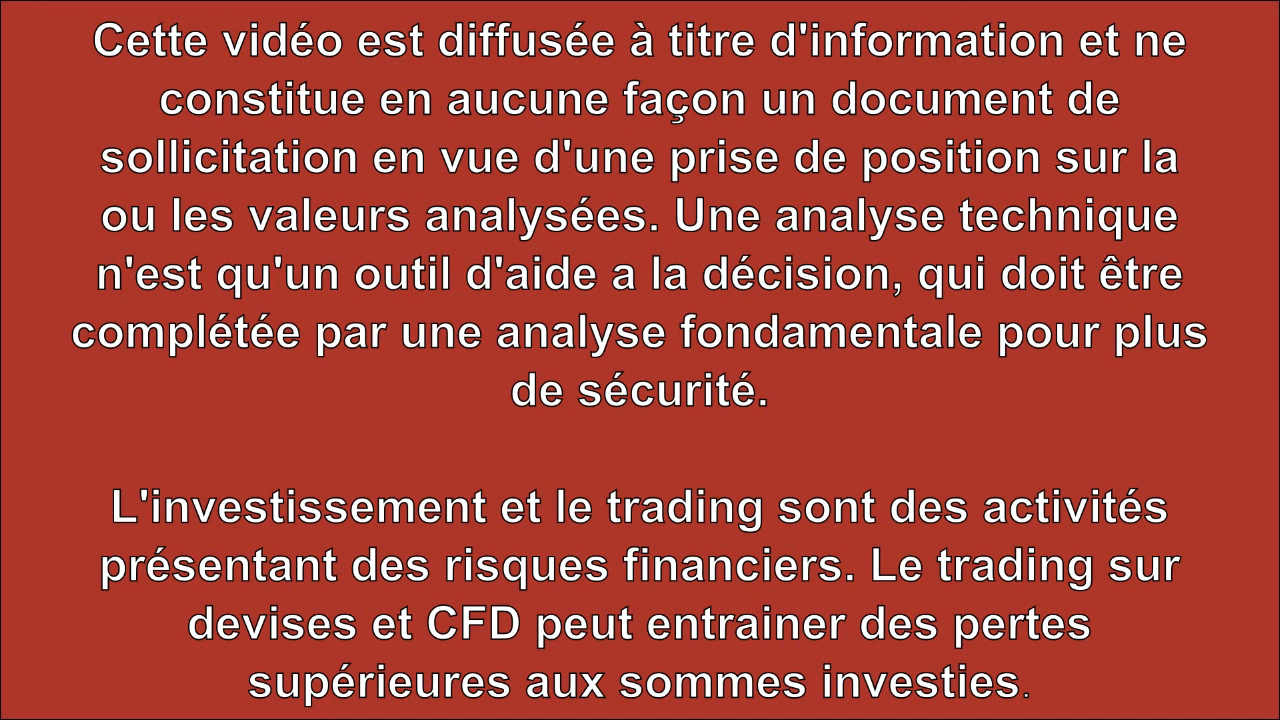 Cette vidéo est diffusée à titre d'information et ne
constitue en aucune façon un document de
sollicitation en vue d'une prise de position sur la
ou les valeurs analysées. Une analyse technique
n'est qu'un outil d'aide a la décision, qui doit être
complétée par une analyse fondamentale pour plus
de sécurité.
L'investissement et le trading sont des activités
présentant des risques financiers. Le trading sur
devises et CFD peut entrainer des pertes
supérieures aux sommes investies.